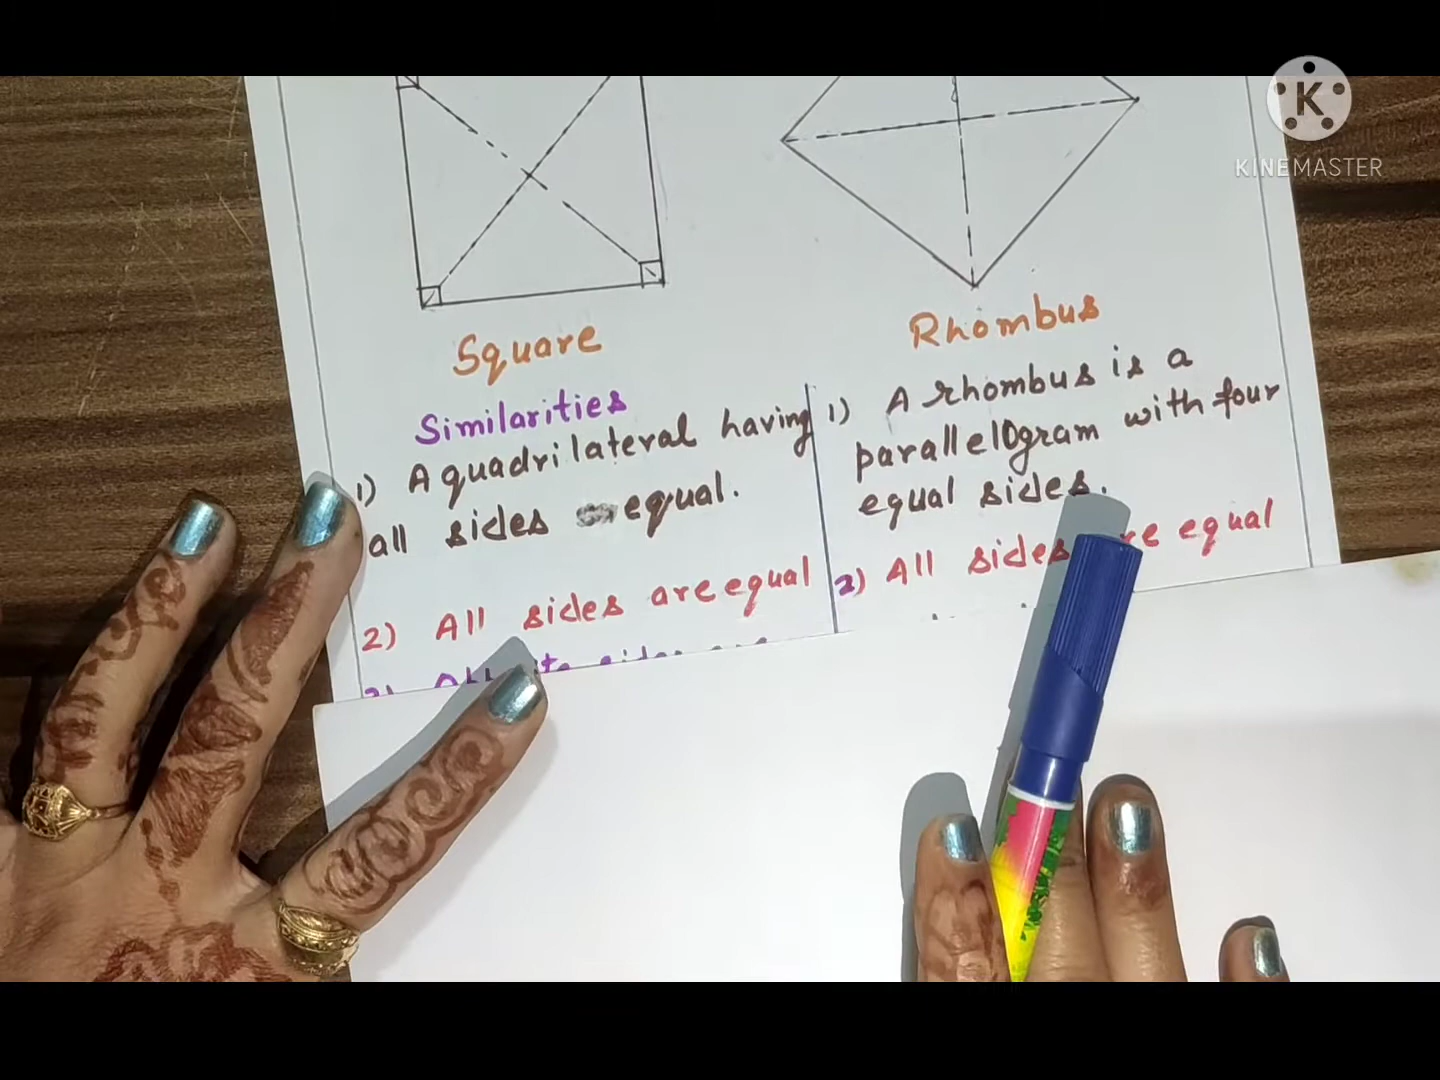 K
KINEMASTER
Square
Similarities
1) A quadrilateral having
all sides equal.
2) All sides are equal
Rhombus
1) A rhombus is a
parallelogram with four
equal sides.
2) All sides are equal